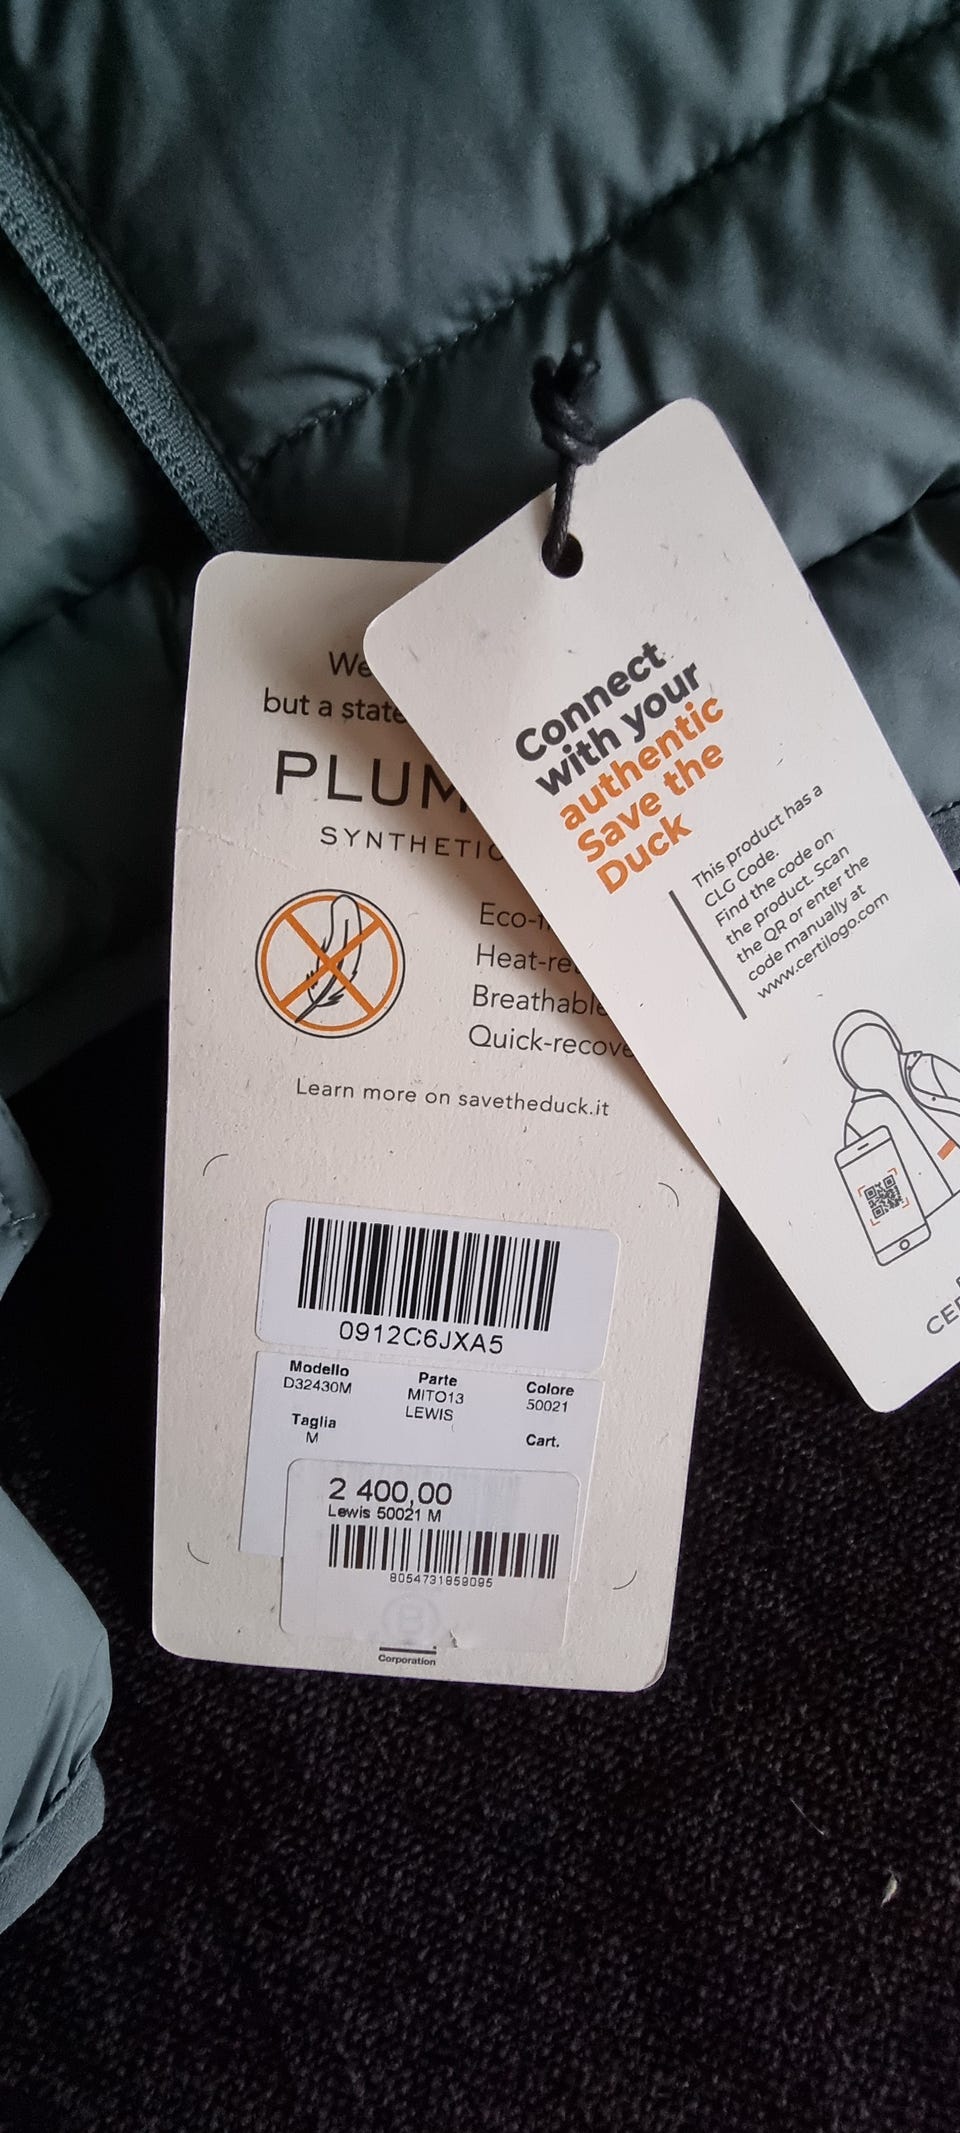 We
but a state
PLUM
SYNTHETIC
Eco-
Heat-re
Breathable
Quick-recove
Learn more on savetheduck.it
0912C6JXA5
Modello Parte Colore
D32430M MITO13 50021
LEWIS
Taglia Cart.
M
2 400,00
Lewis 50021 M
8054731859095
B
Corporation
Connect
with your
authentic
Save the
Duck
This product has a
CLG Code.
Find the code on
the product. Scan
the QR or enter the
code manually at
www.certilogo.com
CER